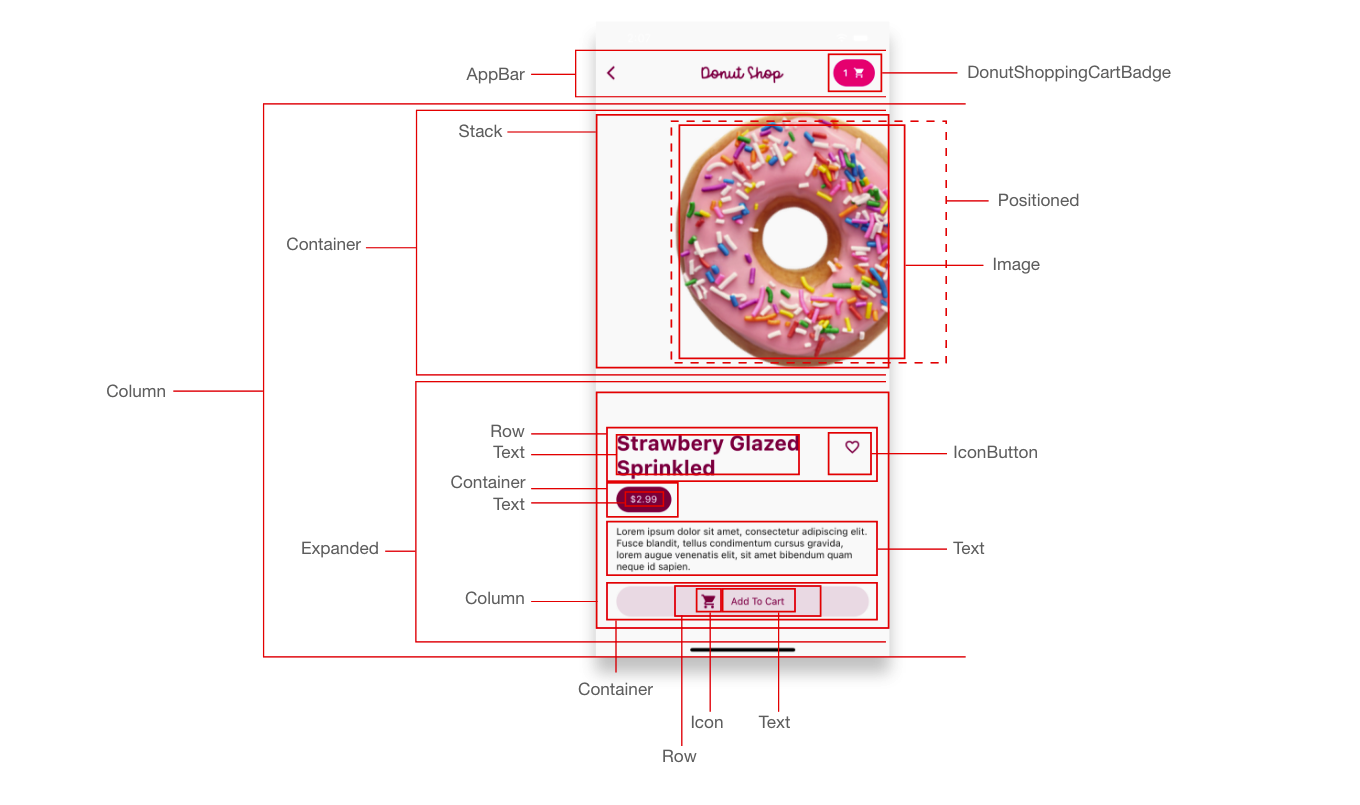 AppBar
Donut Shop
1
DonutShoppingCartBadge
Stack
Positioned
Container
Image
Column
Row
Text
Strawbery Glazed
Sprinkled
IconButton
Container
Text
$2.99
Expanded
Lorem ipsum dolor sit amet, consectetur adipiscing elit.
Fusce blandit, tellus condimentum cursus gravida,
lorem augue venenatis elit, sit amet bibendum quam
neque id sapien.
Text
Column
Add To Cart
Container
Icon
Text
Row